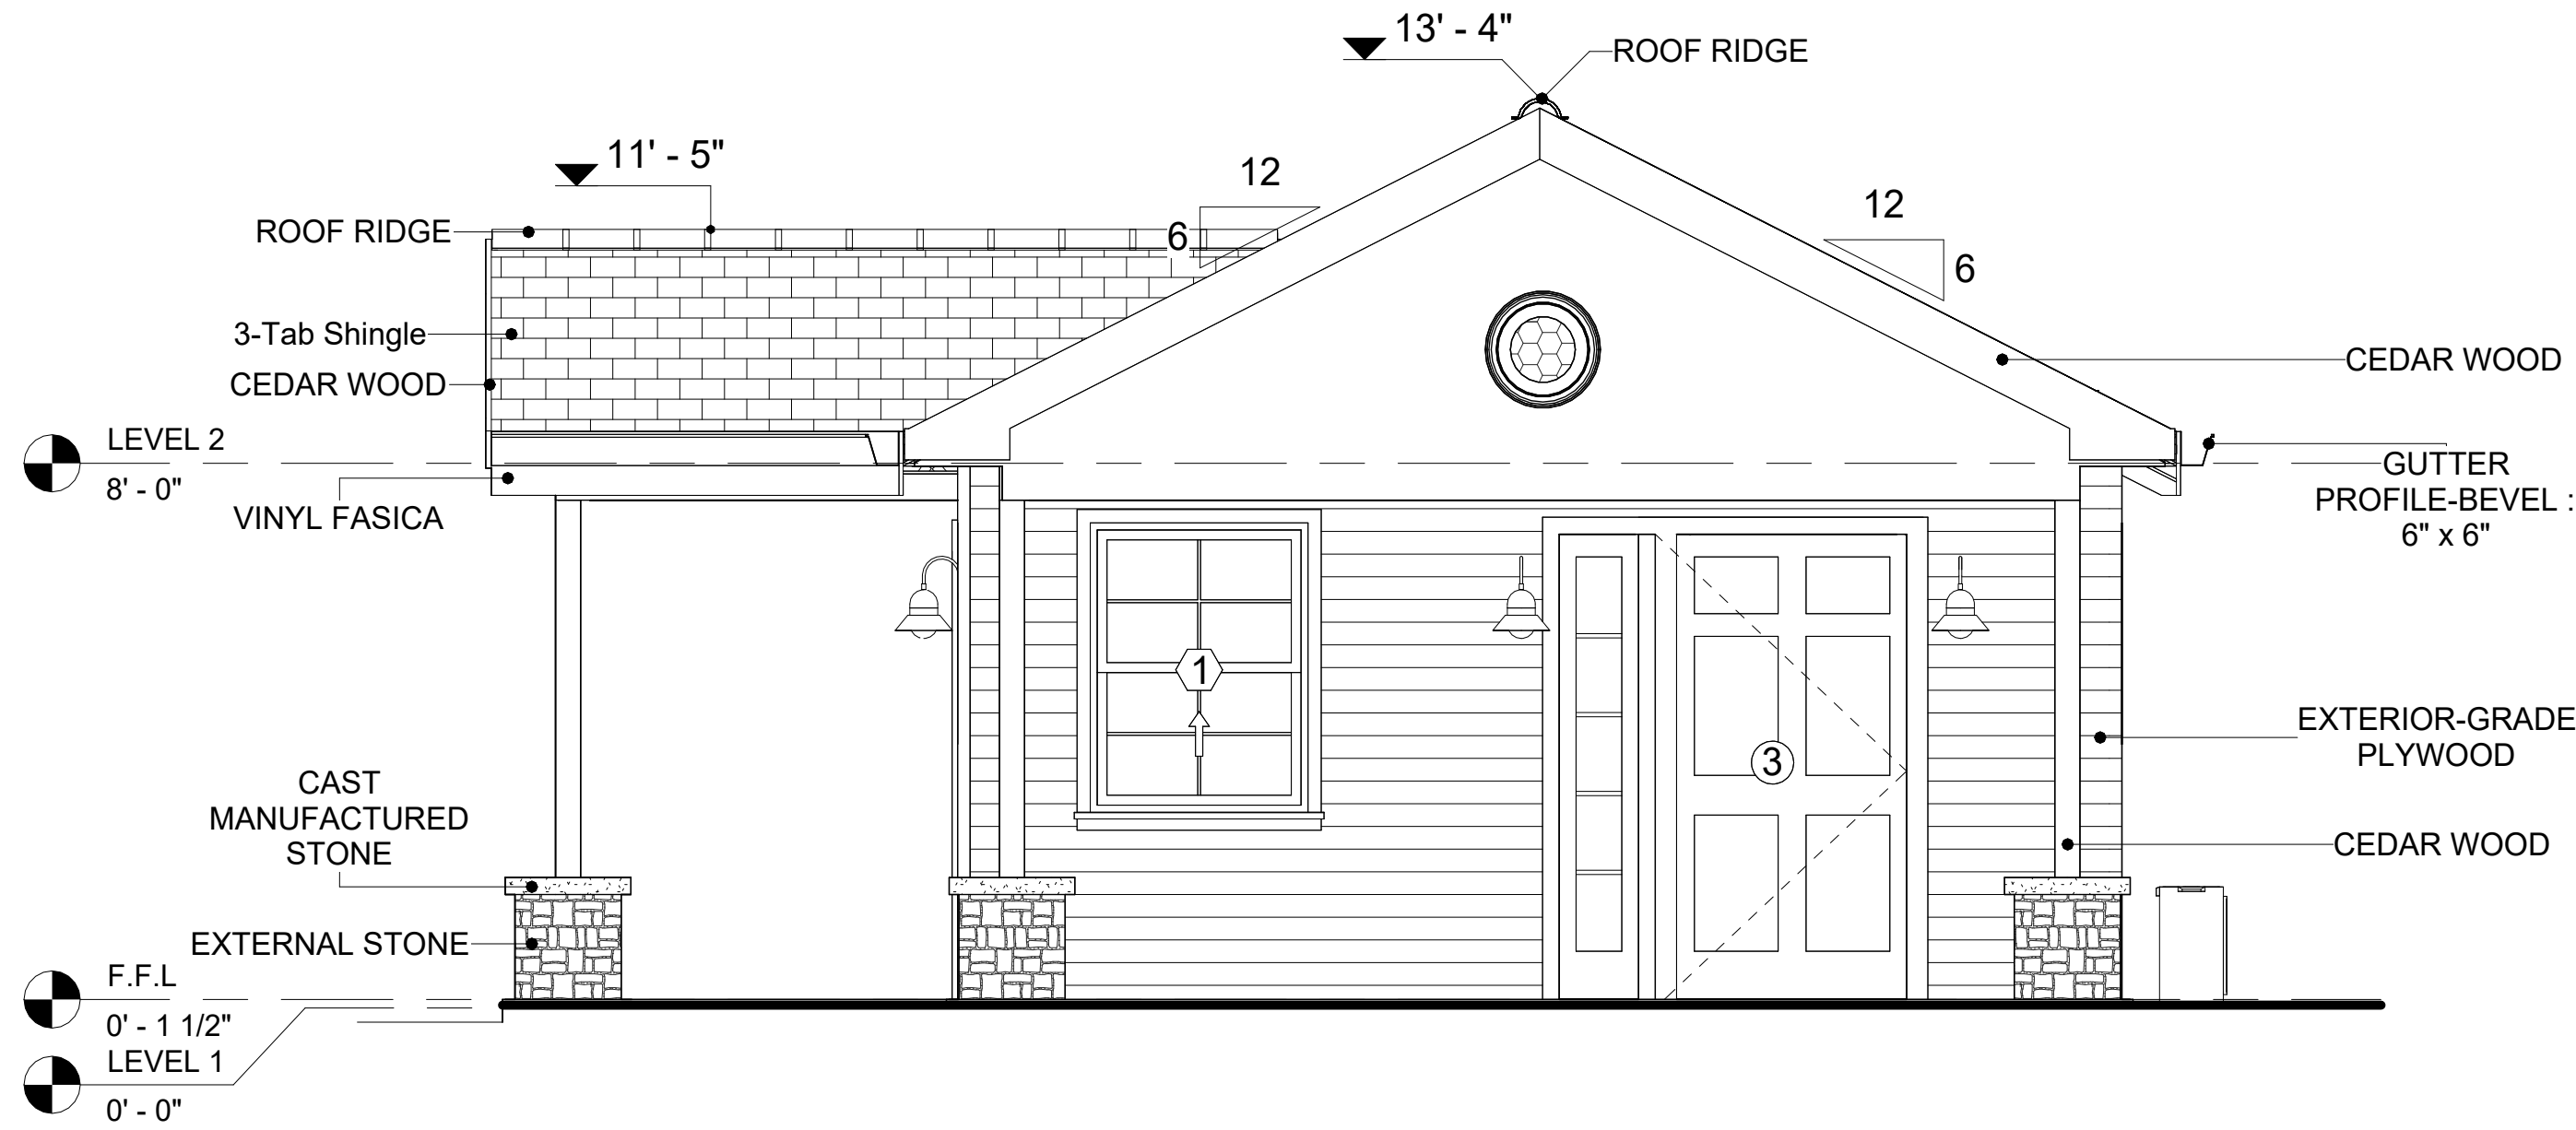 13' - 4"
ROOF RIDGE
11' - 5"
12
12
ROOF RIDGE
6
6
3-Tab Shingle
CEDAR WOOD
CEDAR WOOD
LEVEL 2
8' - 0"
GUTTER
PROFILE-BEVEL :
6" x 6"
VINYL FASICA
1
3
EXTERIOR-GRADE
PLYWOOD
CAST
MANUFACTURED
STONE
CEDAR WOOD
EXTERNAL STONE
F.F.L
0' - 1 1/2"
LEVEL 1
0' - 0"